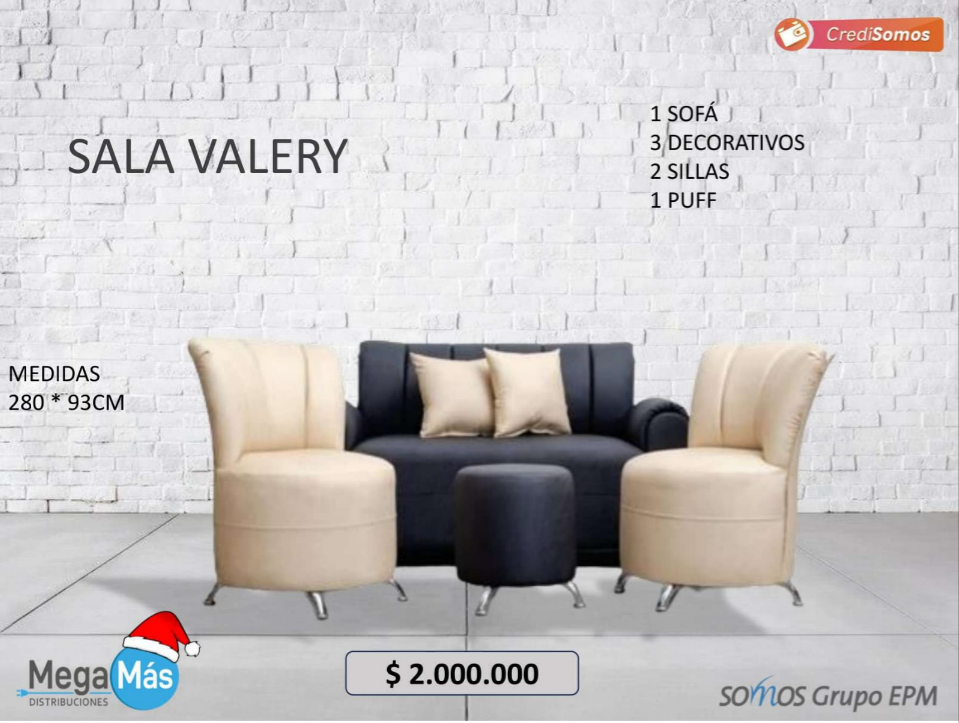 CrediSomos
SALA VALERY
1 SOFÁ
3 DECORATIVOS
2 SILLAS
1 PUFF
MEDIDAS
280 * 93CM
MegaMás
DISTRIBUCIONES
$ 2.000.000
somos Grupo EPM